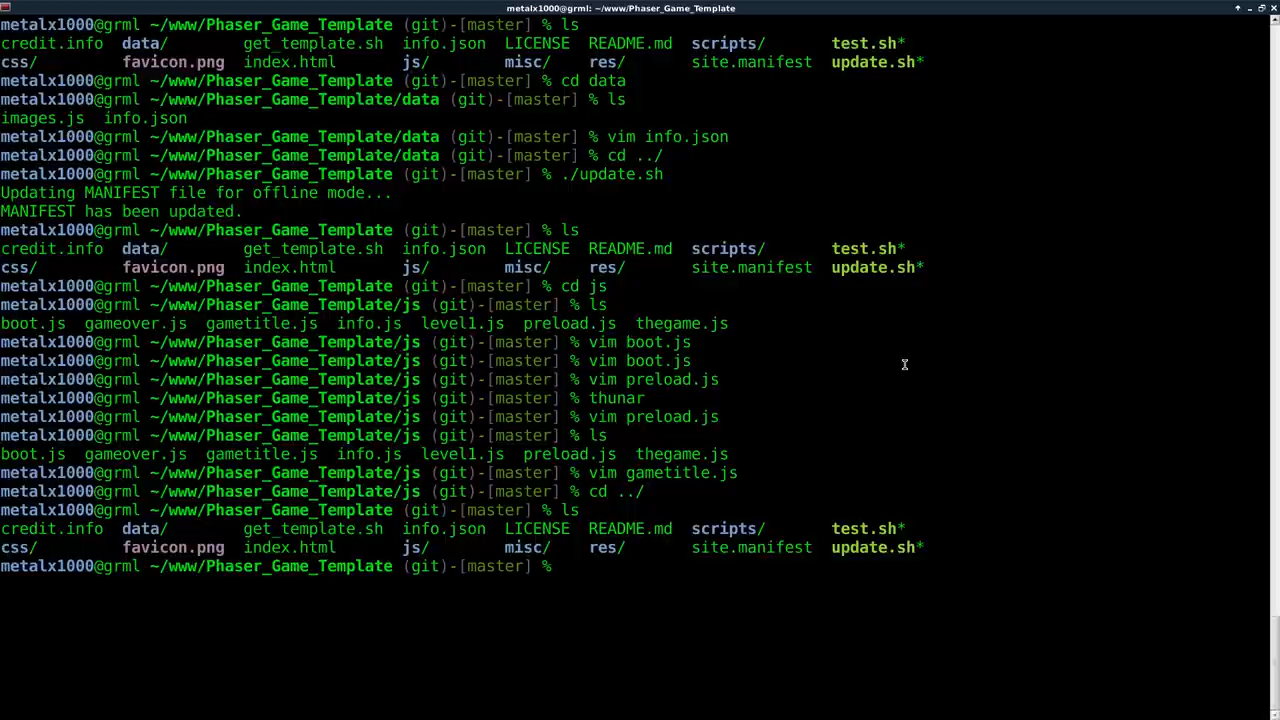 metalx1000@grml: ~/www/Phaser_Game_Template
metalx1000@grml ~/www/Phaser_Game_Template (git)-[master] % ls
credit.info  data/        get_template.sh  info.json  LICENSE  README.md  scripts/       test.sh*
css/         favicon.png  index.html       js/        misc/    res/       site.manifest  update.sh*
metalx1000@grml ~/www/Phaser_Game_Template (git)-[master] % cd data
metalx1000@grml ~/www/Phaser_Game_Template/data (git)-[master] % ls
images.js  info.json
metalx1000@grml ~/www/Phaser_Game_Template/data (git)-[master] % vim info.json
metalx1000@grml ~/www/Phaser_Game_Template/data (git)-[master] % cd ../
metalx1000@grml ~/www/Phaser_Game_Template (git)-[master] % ./update.sh
Updating MANIFEST file for offline mode...
MANIFEST has been updated.
metalx1000@grml ~/www/Phaser_Game_Template (git)-[master] % ls
credit.info  data/        get_template.sh  info.json  LICENSE  README.md  scripts/       test.sh*
css/         favicon.png  index.html       js/        misc/    res/       site.manifest  update.sh*
metalx1000@grml ~/www/Phaser_Game_Template (git)-[master] % cd js
metalx1000@grml ~/www/Phaser_Game_Template/js (git)-[master] % ls
boot.js  gameover.js  gametitle.js  info.js  level1.js  preload.js  thegame.js
metalx1000@grml ~/www/Phaser_Game_Template/js (git)-[master] % vim boot.js
metalx1000@grml ~/www/Phaser_Game_Template/js (git)-[master] % vim boot.js
metalx1000@grml ~/www/Phaser_Game_Template/js (git)-[master] % vim preload.js
metalx1000@grml ~/www/Phaser_Game_Template/js (git)-[master] % thunar
metalx1000@grml ~/www/Phaser_Game_Template/js (git)-[master] % vim preload.js
metalx1000@grml ~/www/Phaser_Game_Template/js (git)-[master] % ls
boot.js  gameover.js  gametitle.js  info.js  level1.js  preload.js  thegame.js
metalx1000@grml ~/www/Phaser_Game_Template/js (git)-[master] % vim gametitle.js
metalx1000@grml ~/www/Phaser_Game_Template/js (git)-[master] % cd ../
metalx1000@grml ~/www/Phaser_Game_Template (git)-[master] % ls
credit.info  data/        get_template.sh  info.json  LICENSE  README.md  scripts/       test.sh*
css/         favicon.png  index.html       js/        misc/    res/       site.manifest  update.sh*
metalx1000@grml ~/www/Phaser_Game_Template (git)-[master] %